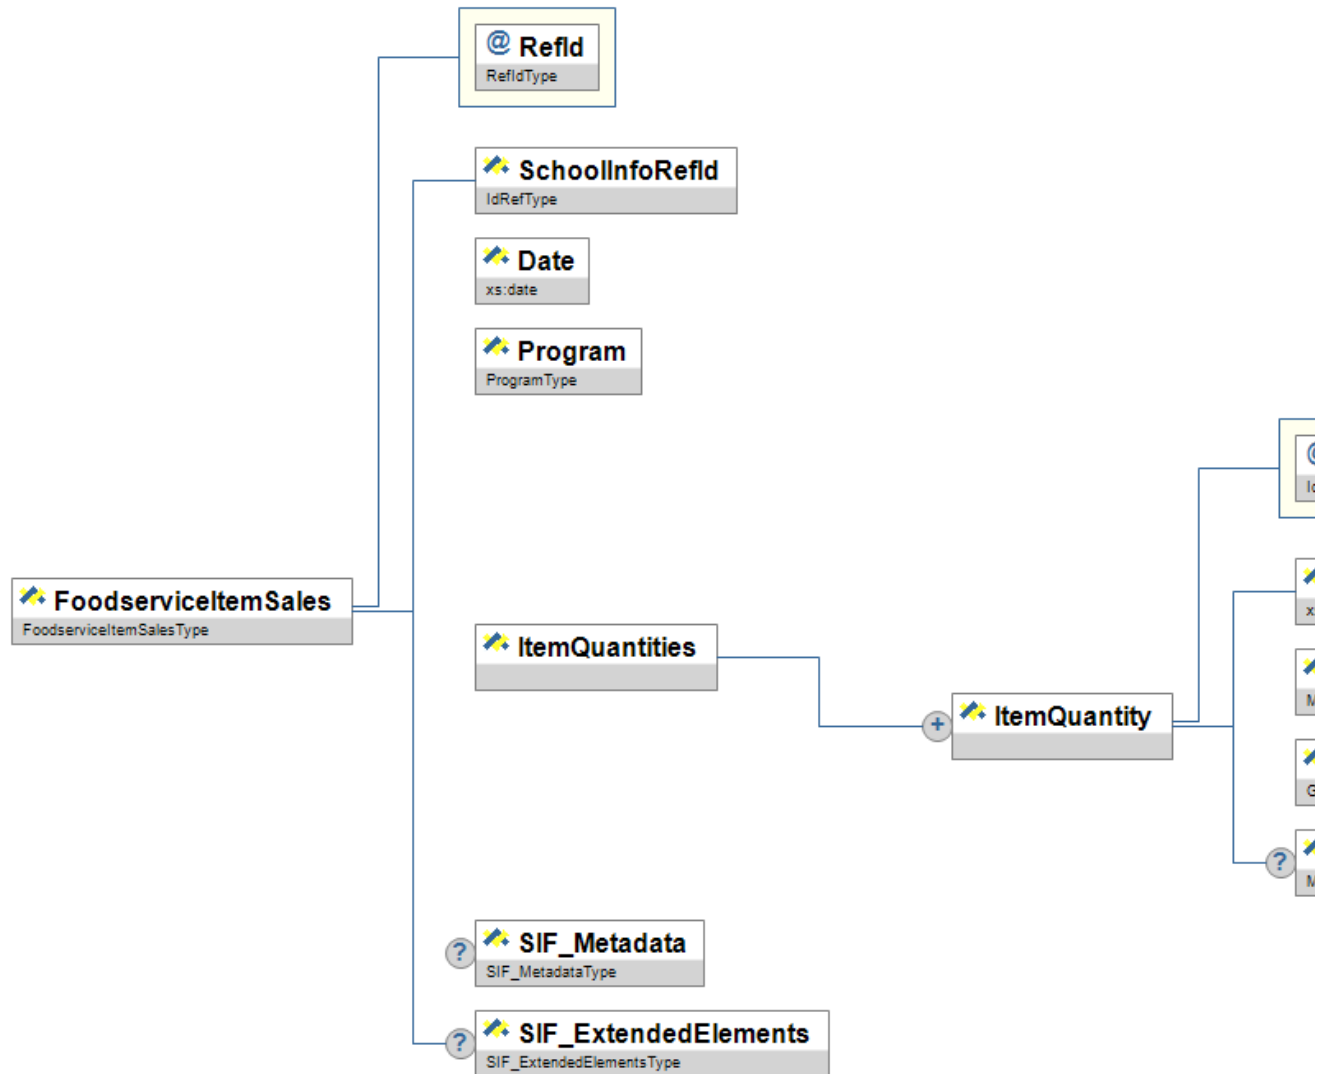 @ RefId
RefIdType
SchoolInfoRefId
IdRefType
Date
xs:date
Program
ProgramType
FoodserviceItemSales
FoodserviceItemSalesType
ItemQuantities
+
ItemQuantity
?
?
SIF_Metadata
SIF_MetadataType
?
SIF_ExtendedElements
SIF_ExtendedElementsType